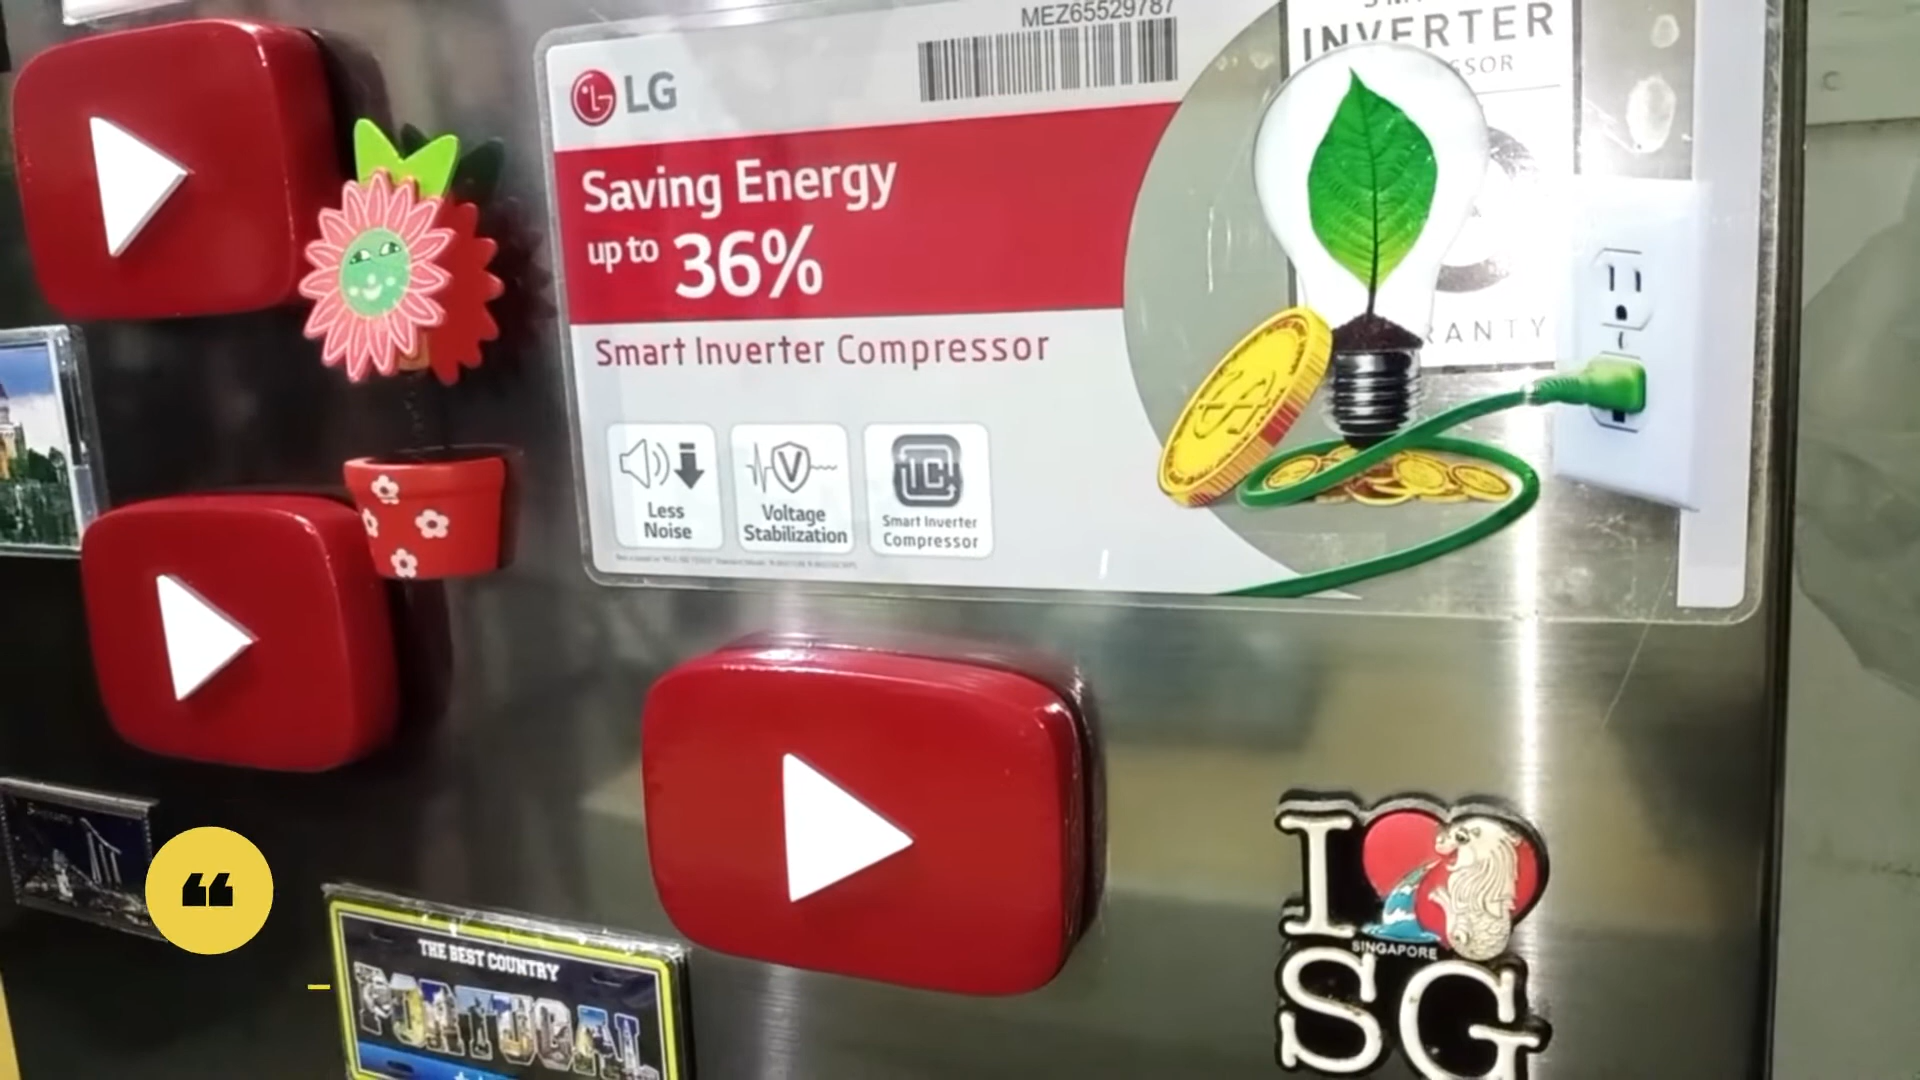 MEZ65529787
LG
Saving Energy
up to 36%
Smart Inverter Compressor
Less
Noise
V
Voltage
Stabilization
Smart Inverter
Compressor
INVERTER
SSOR
RANTY
I
SINGAPORE
SG
THE BEST COUNTRY
PORTUGAL